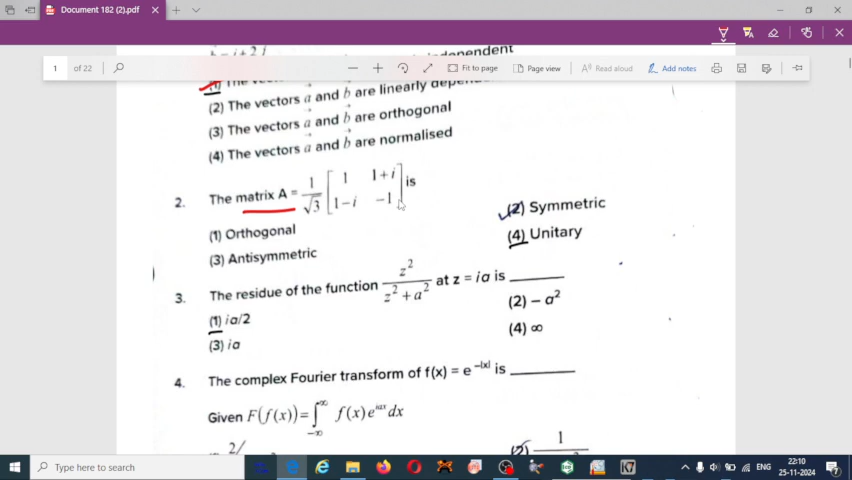 Document 182 (2).pdf
1 of 22
Fit to page
Page view
Read aloud
Add notes
(2) The vectors a⃗ and b⃗ are linearly
(3) The vectors a⃗ and b⃗ are orthogonal
(4) The vectors a⃗ and b⃗ are normalised
2. The matrix A = 1/√3 [1 1+i; 1−i −1] is
(1) Orthogonal (2) Symmetric
(3) Antisymmetric (4) Unitary
3. The residue of the function z²/(z²+a²) at z = ia is ______
(1) ia/2 (2) – a²
(3) ia (4) ∞
4. The complex Fourier transform of f(x) = e^–|x| is ______
Given F(f(x)) = ∫_−∞^∞ f(x)e^{iαx}dx
(2) 1
Type here to search
ENG
22:10
25-11-2024